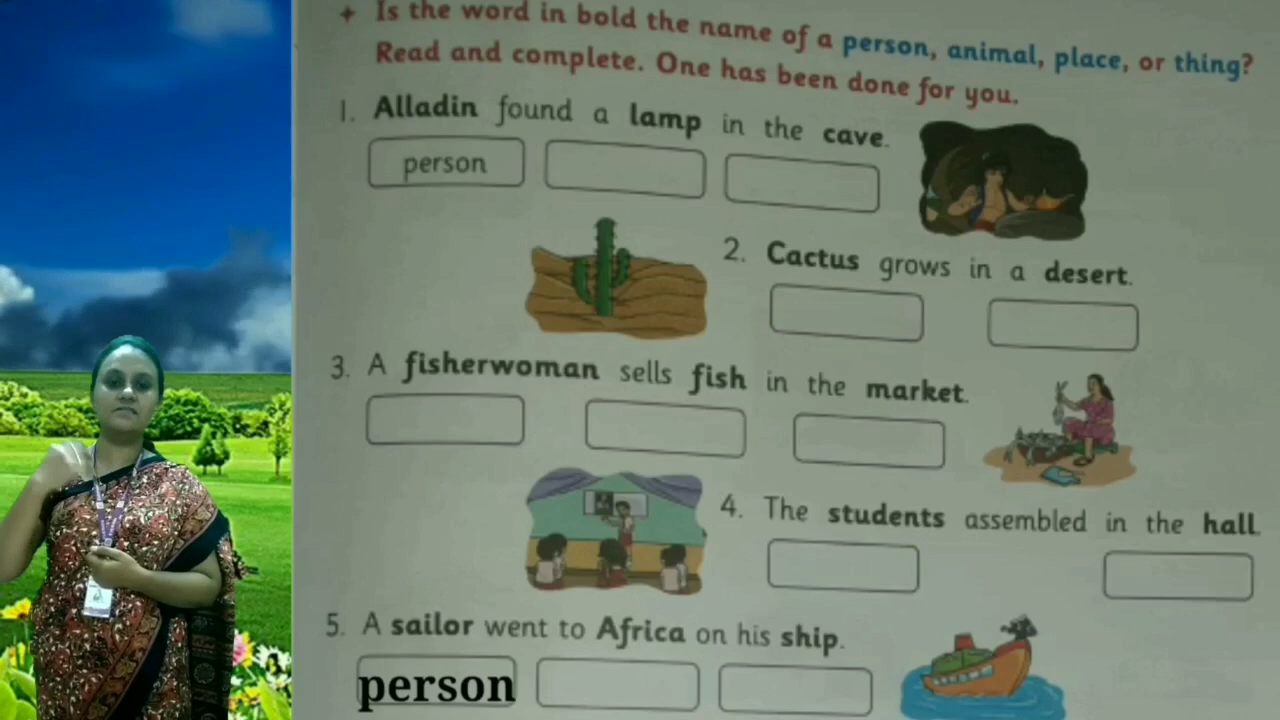 + Is the word in bold the name of a person, animal, place, or thing?
Read and complete. One has been done for you.
1. Alladin found a lamp in the cave.
person
2. Cactus grows in a desert.
3. A fisherwoman sells fish in the market.
4. The students assembled in the hall.
5. A sailor went to Africa on his ship.
person